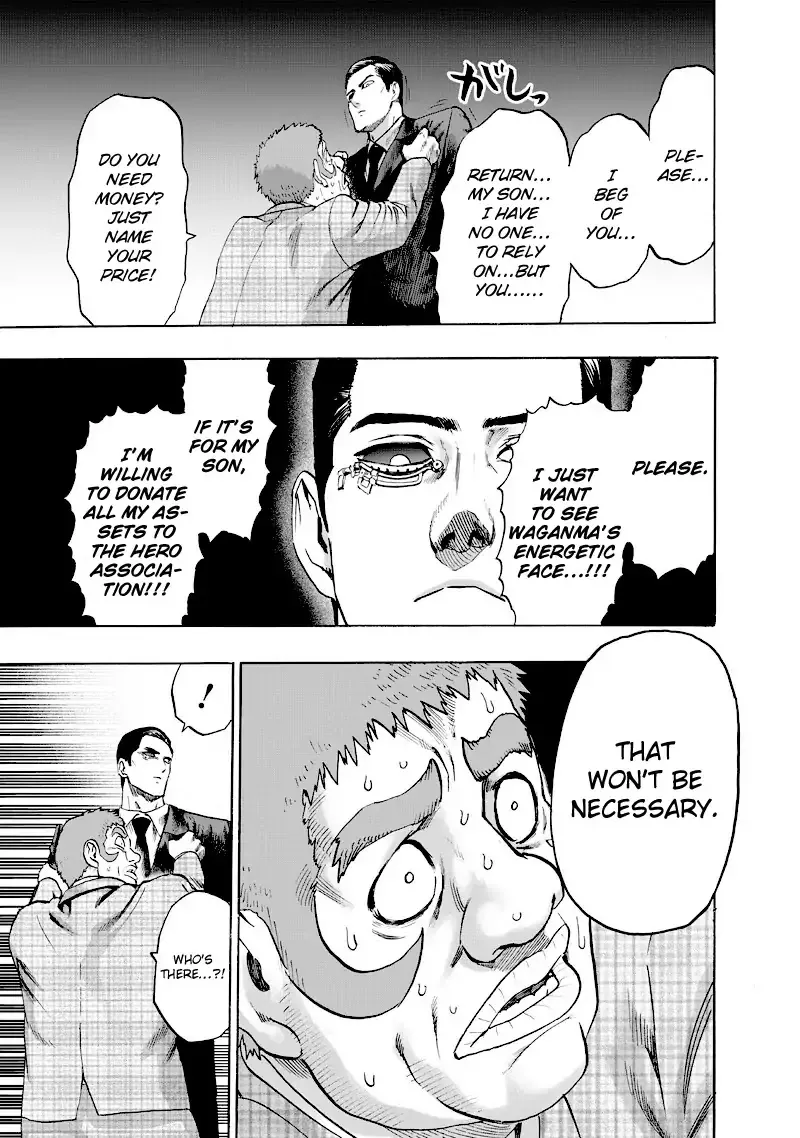 PLE-
ASE...
I
BEG
OF
YOU...
RETURN...
MY SON...
I HAVE
NO ONE...
TO RELY
ON...BUT
YOU......
がしっ
DO YOU
NEED
MONEY?
JUST
NAME
YOUR
PRICE!
PLEASE.
I JUST
WANT
TO SEE
WAGANMA'S
ENERGETIC
FACE...!!!
IF IT'S
FOR MY
SON,
I'M
WILLING
TO DONATE
ALL MY AS-
SETS TO
THE HERO
ASSOCIA-
TION!!!
THAT
WON'T BE
NECESSARY.
!
WHO'S
THERE...?!